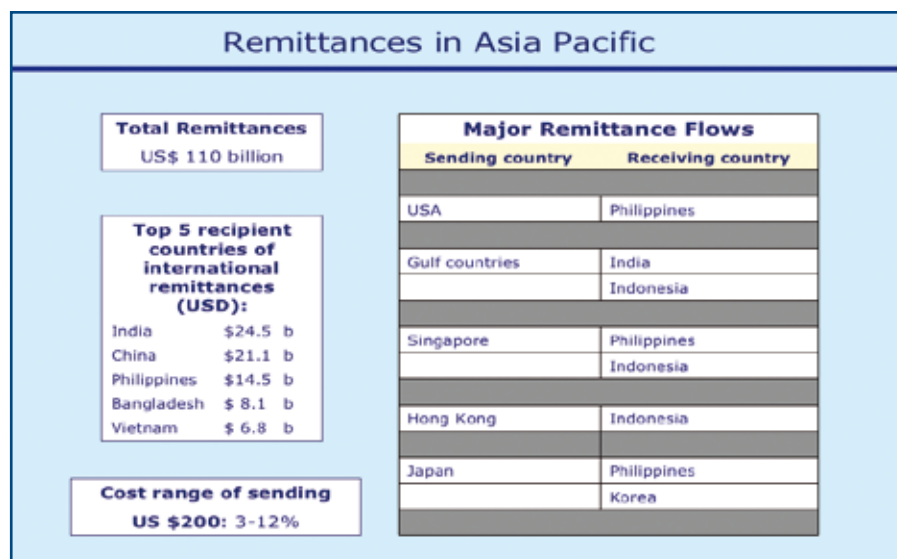 Remittances in Asia Pacific
Total Remittances
US$ 110 billion
Top 5 recipient
countries of
international
remittances
(USD):
India $24.5 b
China $21.1 b
Philippines $14.5 b
Bangladesh $ 8.1 b
Vietnam $ 6.8 b
Cost range of sending
US $200: 3-12%
Major Remittance Flows
Sending country Receiving country
USA Philippines
Gulf countries India
Indonesia
Singapore Philippines
Indonesia
Hong Kong Indonesia
Japan Philippines
Korea